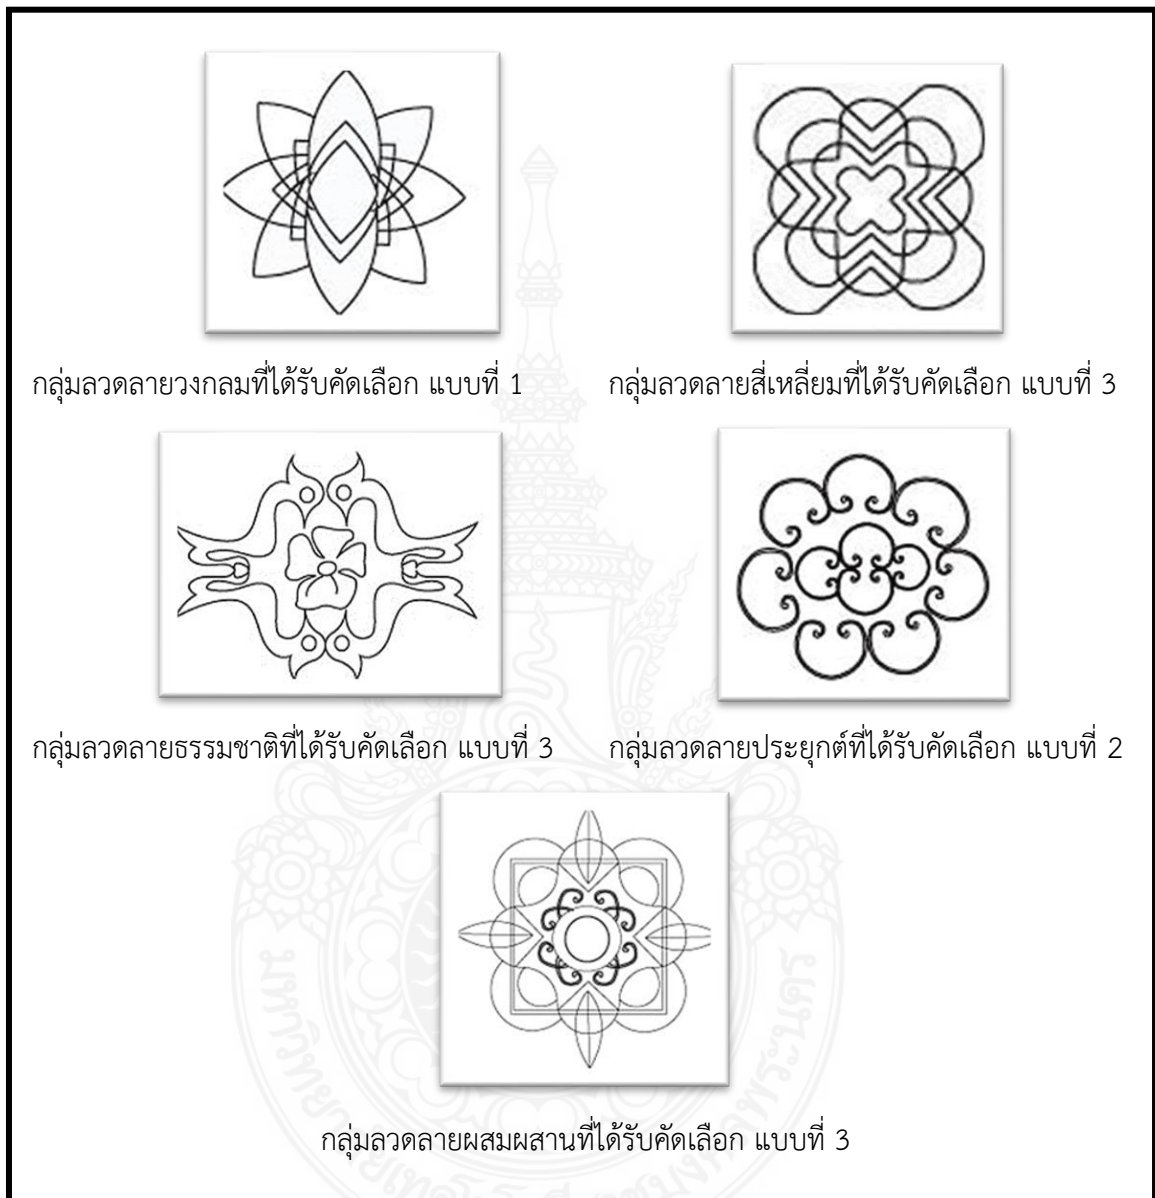 กลุ่มลวดลายวงกลมที่ได้รับคัดเลือก แบบที่ 1
กลุ่มลวดลายสี่เหลี่ยมที่ได้รับคัดเลือก แบบที่ 3
กลุ่มลวดลายธรรมชาติที่ได้รับคัดเลือก แบบที่ 3
กลุ่มลวดลายประยุกต์ที่ได้รับคัดเลือก แบบที่ 2
กลุ่มลวดลายผสมผสานที่ได้รับคัดเลือก แบบที่ 3